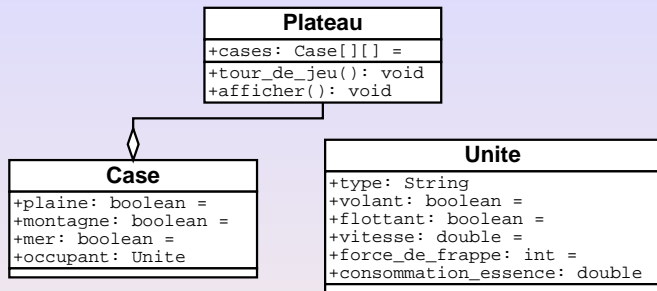 Plateau
+cases: Case[][] =
+tour_de_jeu(): void
+afficher(): void
Case
+plaine: boolean =
+montagne: boolean =
+mer: boolean =
+occupant: Unite
Unite
+type: String
+volant: boolean =
+flottant: boolean =
+vitesse: double =
+force_de_frappe: int =
+consommation_essence: double